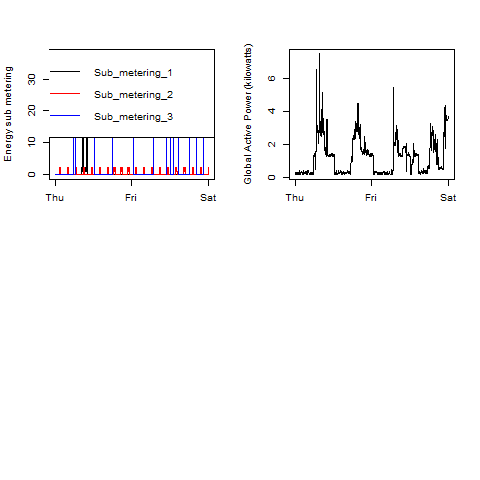 Energy sub metering
30
20
10
0
Sub_metering_1
Sub_metering_2
Sub_metering_3
Thu Fri Sat
Global Active Power (kilowatts)
6
4
2
0
Thu Fri Sat